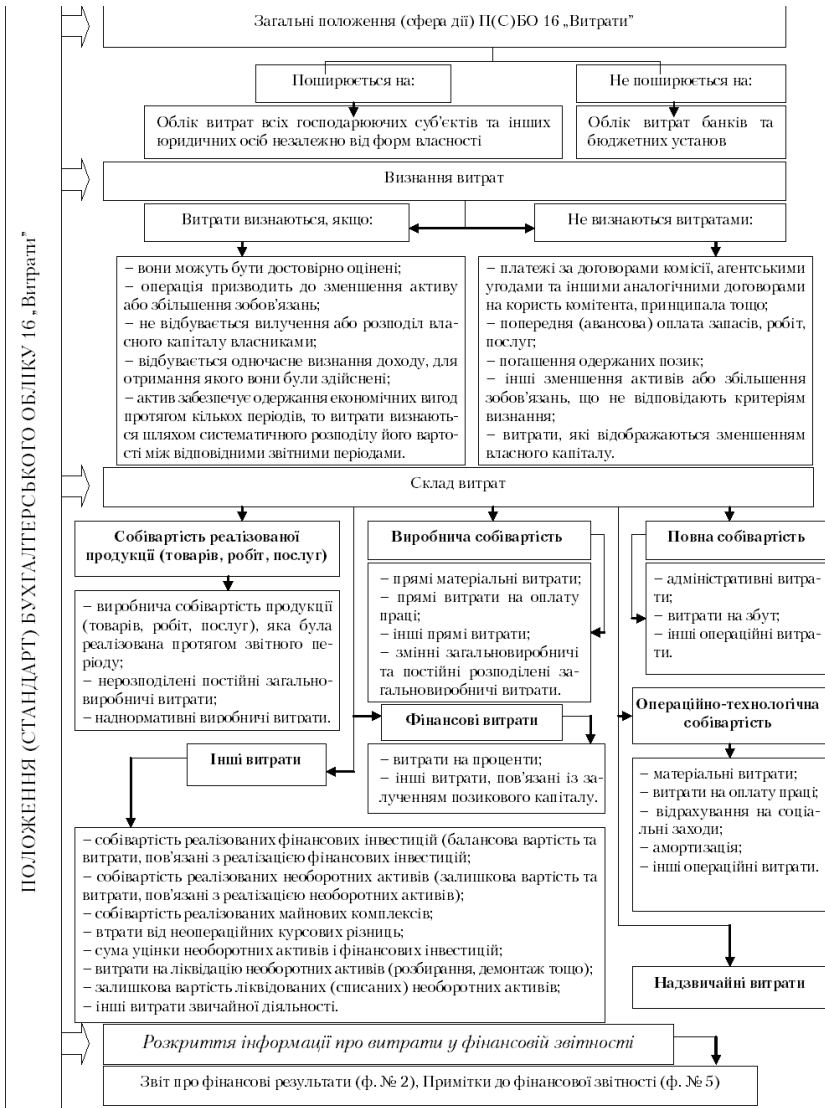 ПОЛОЖЕННЯ (СТАНДАРТ) БУХГАЛТЕРСЬКОГО ОБЛІКУ 16 „Витрати”
Загальні положення (сфера дії) П(С)БО 16 „Витрати”
Поширюється на:
Не поширюється на:
Облік витрат всіх господарюючих суб’єктів та інших
юридичних осіб незалежно від форм власності
Облік витрат банків та
бюджетних установ
Визнання витрат
Витрати визнаються, якщо:
Не визнаються витратами:
– вони можуть бути достовірно оцінені;
– операція призводить до зменшення активу
або збільшення зобов’язань;
– не відбувається вилучення або розподіл вла-
сного капіталу власниками;
– відбувається одночасне визнання доходу, для
отримання якого вони були здійснені;
– актив забезпечує одержання економічних вигод
протягом кількох періодів, то витрати визнають-
ся шляхом систематичного розподілу його варто-
сті між відповідними звітними періодами.
– платежі за договорами комісії, агентськими
угодами та іншими аналогічними договорами
на користь комітента, принципала тощо;
– попередня (авансова) оплата запасів, робіт,
послуг;
– погашення одержаних позик;
– інші зменшення активів або збільшення
зобов’язань, що не відповідають критеріям
визнання;
– витрати, які відображаються зменшенням
власного капіталу.
Склад витрат
Собівартість реалізованої
продукції (товарів, робіт, послуг)
Виробнича собівартість
Повна собівартість
– виробнича собівартість продукції
(товарів, робіт, послуг), яка була
реалізована протягом звітного пе-
ріоду;
– нерозподілені постійні загально-
виробничі витрати;
– наднормативні виробничі витрати.
– прямі матеріальні витрати;
– прямі витрати на оплату
праці;
– інші прямі витрати;
– змінні загальновиробничі
та постійні розподілені за-
гальновиробничі витрати.
– адміністративні витра-
ти;
– витрати на збут;
– інші операційні витра-
ти.
Фінансові витрати
Операційно-технологічна
собівартість
Інші витрати
– витрати на проценти;
– інші витрати, пов’язані із за-
лученням позикового капіталу.
– матеріальні витрати;
– витрати на оплату праці;
– відрахування на соціа-
льні заходи;
– амортизація;
– інші операційні витрати.
– собівартість реалізованих фінансових інвестицій (балансова вартість та
витрати, пов’язані з реалізацією фінансових інвестицій;
– собівартість реалізованих необоротних активів (залишкова вартість та
витрати, пов’язані з реалізацією необоротних активів);
– собівартість реалізованих майнових комплексів;
– втрати від неопераційних курсових різниць;
– сума уцінки необоротних активів і фінансових інвестицій;
– витрати на ліквідацію необоротних активів (розбирання, демонтаж тощо);
– залишкова вартість ліквідованих (списаних) необоротних активів;
– інші витрати звичайної діяльності.
Надзвичайні витрати
Розкриття інформації про витрати у фінансовій звітності
Звіт про фінансові результати (ф. № 2), Примітки до фінансової звітності (ф. № 5)